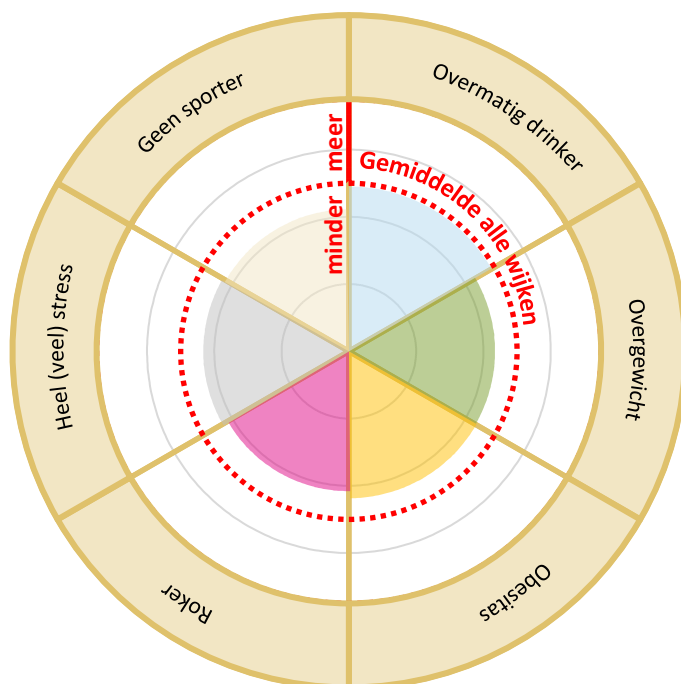 Geen sporter
Overmatig drinker
meer
Gemiddelde alle wijken
minder
Heel (veel) stress
Overgewicht
Roker
Obesitas